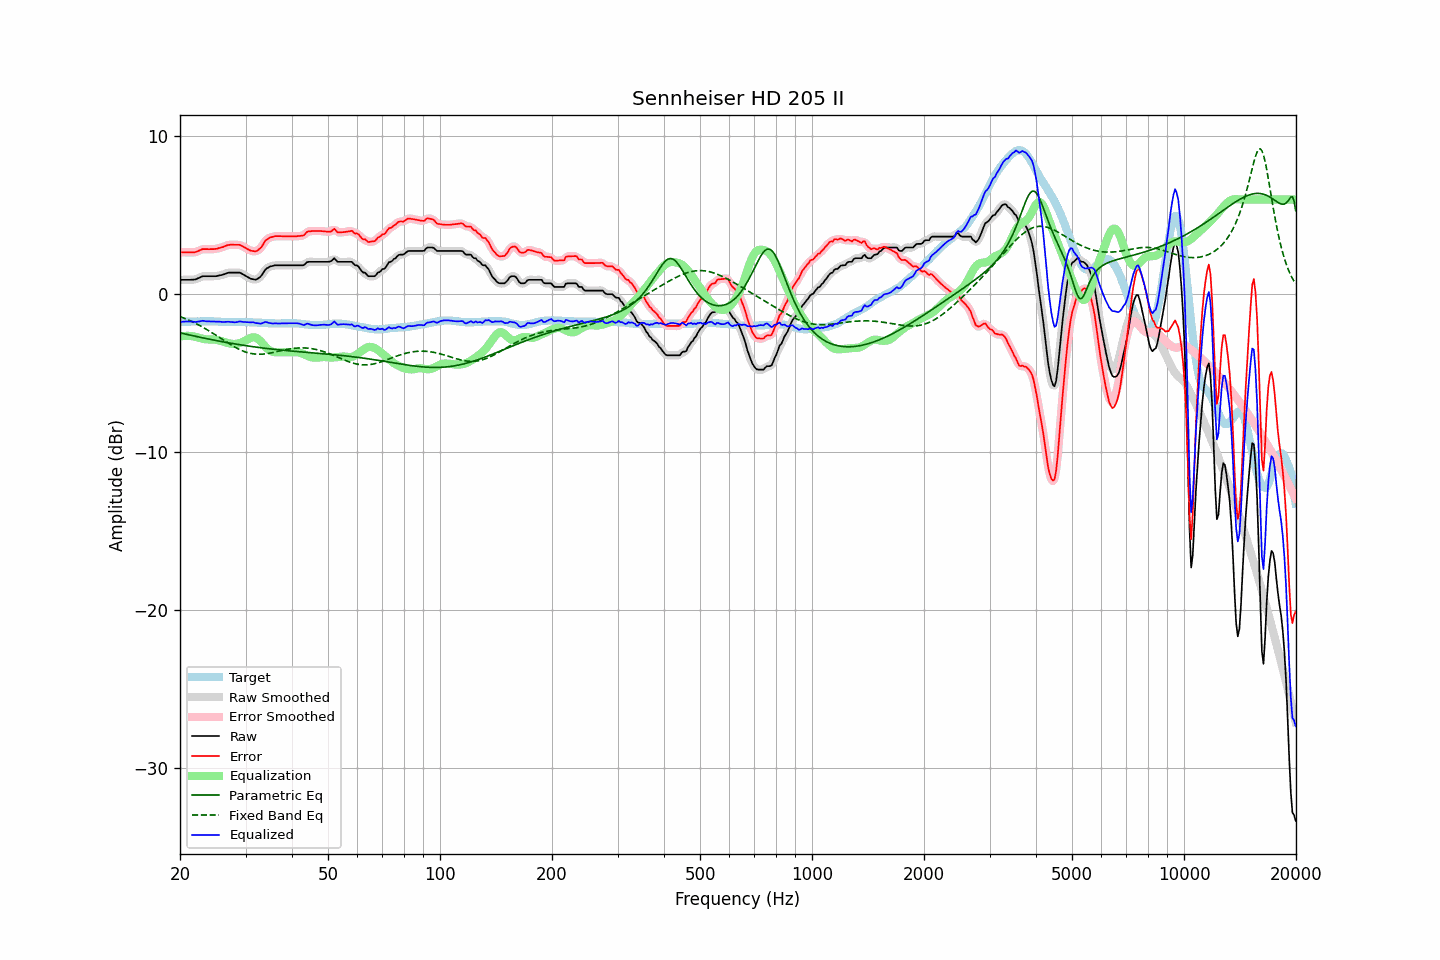 Sennheiser HD 205 II
10
0
−10
−20
−30
Amplitude (dBr)
Target
Raw Smoothed
Error Smoothed
Raw
Error
Equalization
Parametric Eq
Fixed Band Eq
Equalized
20
50
100
200
500
1000
2000
5000
10000
20000
Frequency (Hz)